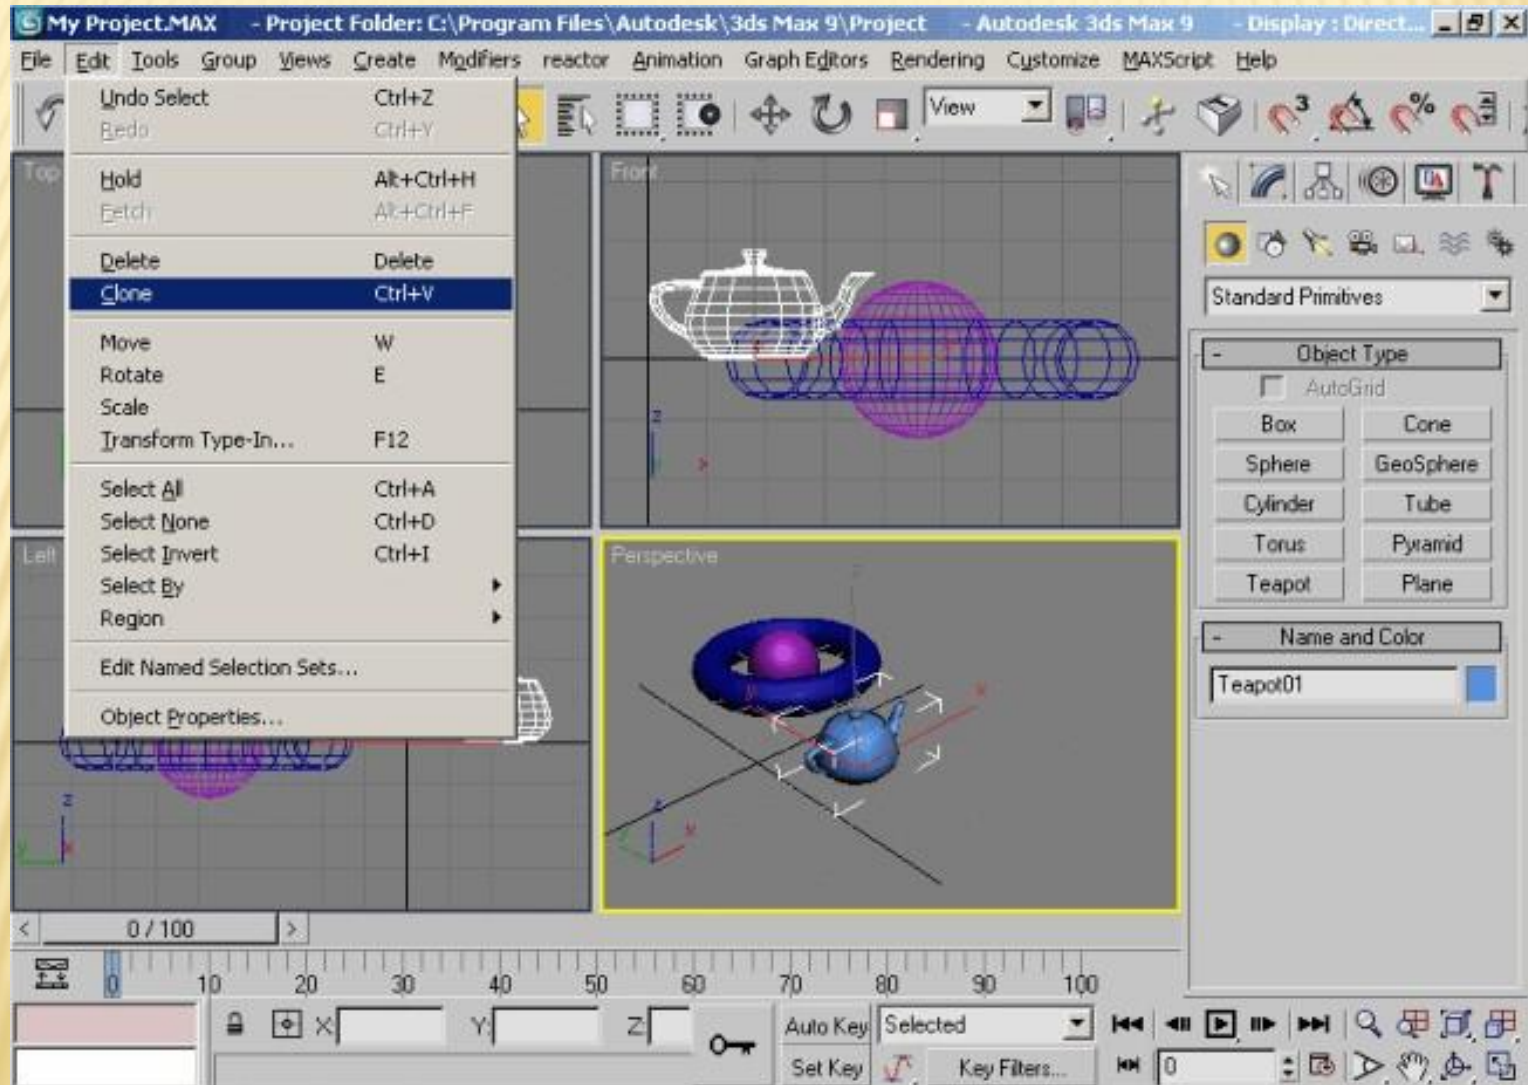 My Project.MAX - Project Folder: C:\Program Files\Autodesk\3ds Max 9\Project - Autodesk 3ds Max 9 - Display : Direct...
File Edit Tools Group Views Create Modifiers reactor Animation Graph Editors Rendering Customize MAXScript Help
Undo Select Ctrl+Z
Redo Ctrl+Y
Hold Alt+Ctrl+H
Fetch Alt+Ctrl+F
Delete Delete
Clone Ctrl+V
Move W
Rotate E
Scale
Transform Type-In... F12
Select All Ctrl+A
Select None Ctrl+D
Select Invert Ctrl+I
Select By
Region
Edit Named Selection Sets...
Object Properties...
View
3
%
Top
Front
z
x
Left
z
y x
Perspective
z
x
z
y x
Standard Primitives
- Object Type
AutoGrid
Box Cone
Sphere GeoSphere
Cylinder Tube
Torus Pyramid
Teapot Plane
- Name and Color
Teapot01
< 0 / 100 >
0 10 20 30 40 50 60 70 80 90 100
X: Y: Z:
Auto Key Selected
Set Key Key Filters...
0